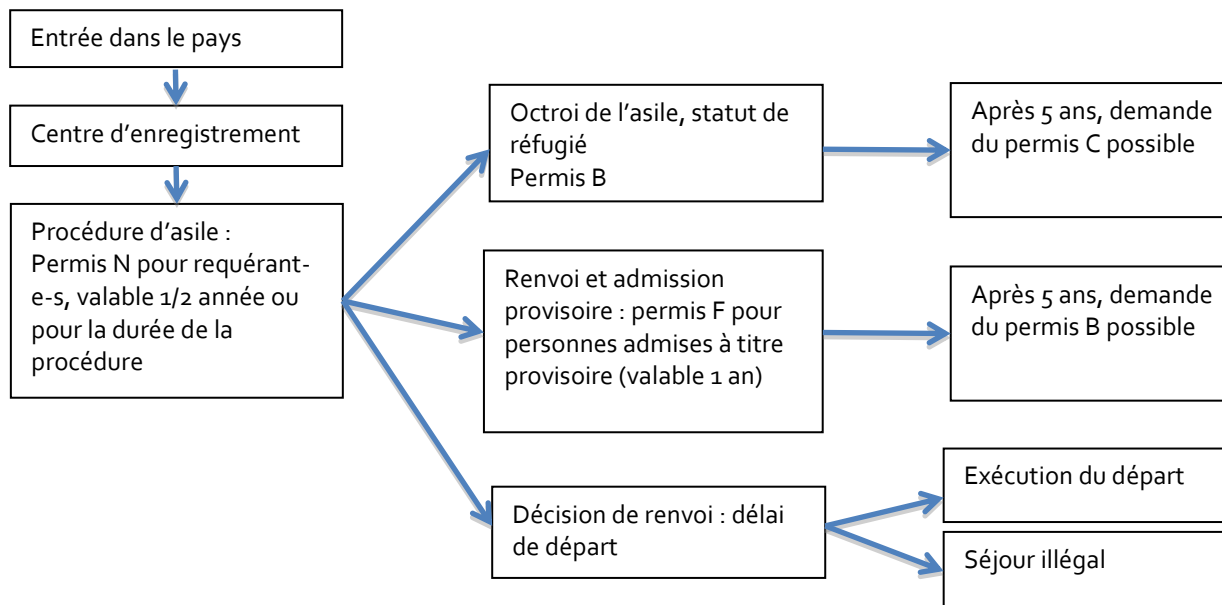 Entrée dans le pays
Centre d'enregistrement
Procédure d'asile :
Permis N pour requérant-
e-s, valable 1/2 année ou
pour la durée de la
procédure
Octroi de l'asile, statut de
réfugié
Permis B
Après 5 ans, demande
du permis C possible
Renvoi et admission
provisoire : permis F pour
personnes admises à titre
provisoire (valable 1 an)
Après 5 ans, demande
du permis B possible
Décision de renvoi : délai
de départ
Exécution du départ
Séjour illégal